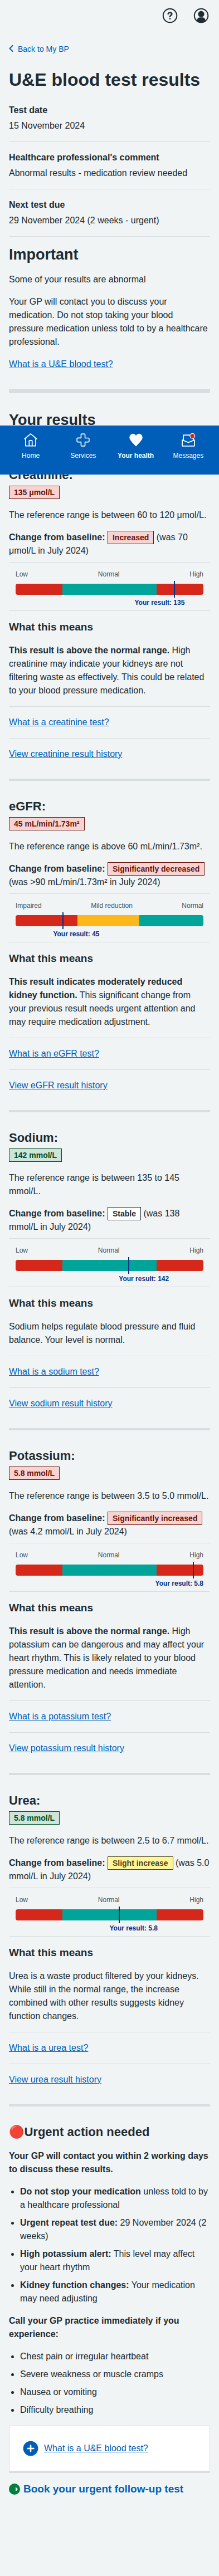 Back to My BP
U&E blood test results
Test date
15 November 2024
Healthcare professional's comment
Abnormal results - medication review needed
Next test due
29 November 2024 (2 weeks - urgent)
Important
Some of your results are abnormal
Your GP will contact you to discuss your
medication. Do not stop taking your blood
pressure medication unless told to by a healthcare
professional.
What is a U&E blood test?
Your results
Home Services Your health Messages
Creatinine:
135 μmol/L
The reference range is between 60 to 120 μmol/L.
Change from baseline: Increased (was 70
μmol/L in July 2024)
Low Normal High
Your result: 135
What this means
This result is above the normal range. High
creatinine may indicate your kidneys are not
filtering waste as effectively. This could be related
to your blood pressure medication.
What is a creatinine test?
View creatinine result history
eGFR:
45 mL/min/1.73m²
The reference range is above 60 mL/min/1.73m².
Change from baseline: Significantly decreased
(was >90 mL/min/1.73m² in July 2024)
Impaired Mild reduction Normal
Your result: 45
What this means
This result indicates moderately reduced
kidney function. This significant change from
your previous result needs urgent attention and
may require medication adjustment.
What is an eGFR test?
View eGFR result history
Sodium:
142 mmol/L
The reference range is between 135 to 145
mmol/L.
Change from baseline: Stable (was 138
mmol/L in July 2024)
Low Normal High
Your result: 142
What this means
Sodium helps regulate blood pressure and fluid
balance. Your level is normal.
What is a sodium test?
View sodium result history
Potassium:
5.8 mmol/L
The reference range is between 3.5 to 5.0 mmol/L.
Change from baseline: Significantly increased
(was 4.2 mmol/L in July 2024)
Low Normal High
Your result: 5.8
What this means
This result is above the normal range. High
potassium can be dangerous and may affect your
heart rhythm. This is likely related to your blood
pressure medication and needs immediate
attention.
What is a potassium test?
View potassium result history
Urea:
5.8 mmol/L
The reference range is between 2.5 to 6.7 mmol/L.
Change from baseline: Slight increase (was 5.0
mmol/L in July 2024)
Low Normal High
Your result: 5.8
What this means
Urea is a waste product filtered by your kidneys.
While still in the normal range, the increase
combined with other results suggests kidney
function changes.
What is a urea test?
View urea result history
Urgent action needed
Your GP will contact you within 2 working days
to discuss these results.
• Do not stop your medication unless told to by
a healthcare professional
• Urgent repeat test due: 29 November 2024 (2
weeks)
• High potassium alert: This level may affect
your heart rhythm
• Kidney function changes: Your medication
may need adjusting
Call your GP practice immediately if you
experience:
• Chest pain or irregular heartbeat
• Severe weakness or muscle cramps
• Nausea or vomiting
• Difficulty breathing
What is a U&E blood test?
Book your urgent follow-up test